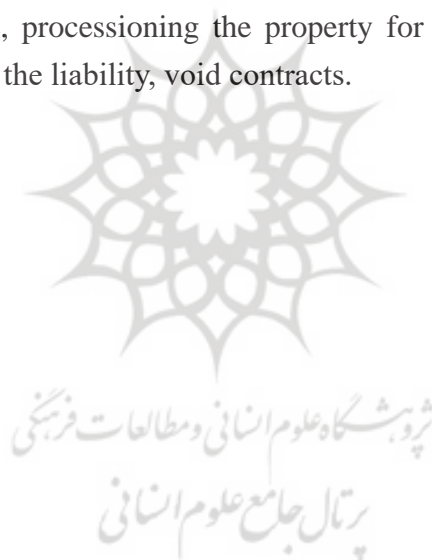 , processioning the property for
the liability, void contracts.
پژوهشگاه علوم انسانی و مطالعات فرهنگی
پرتال جامع علوم انسانی